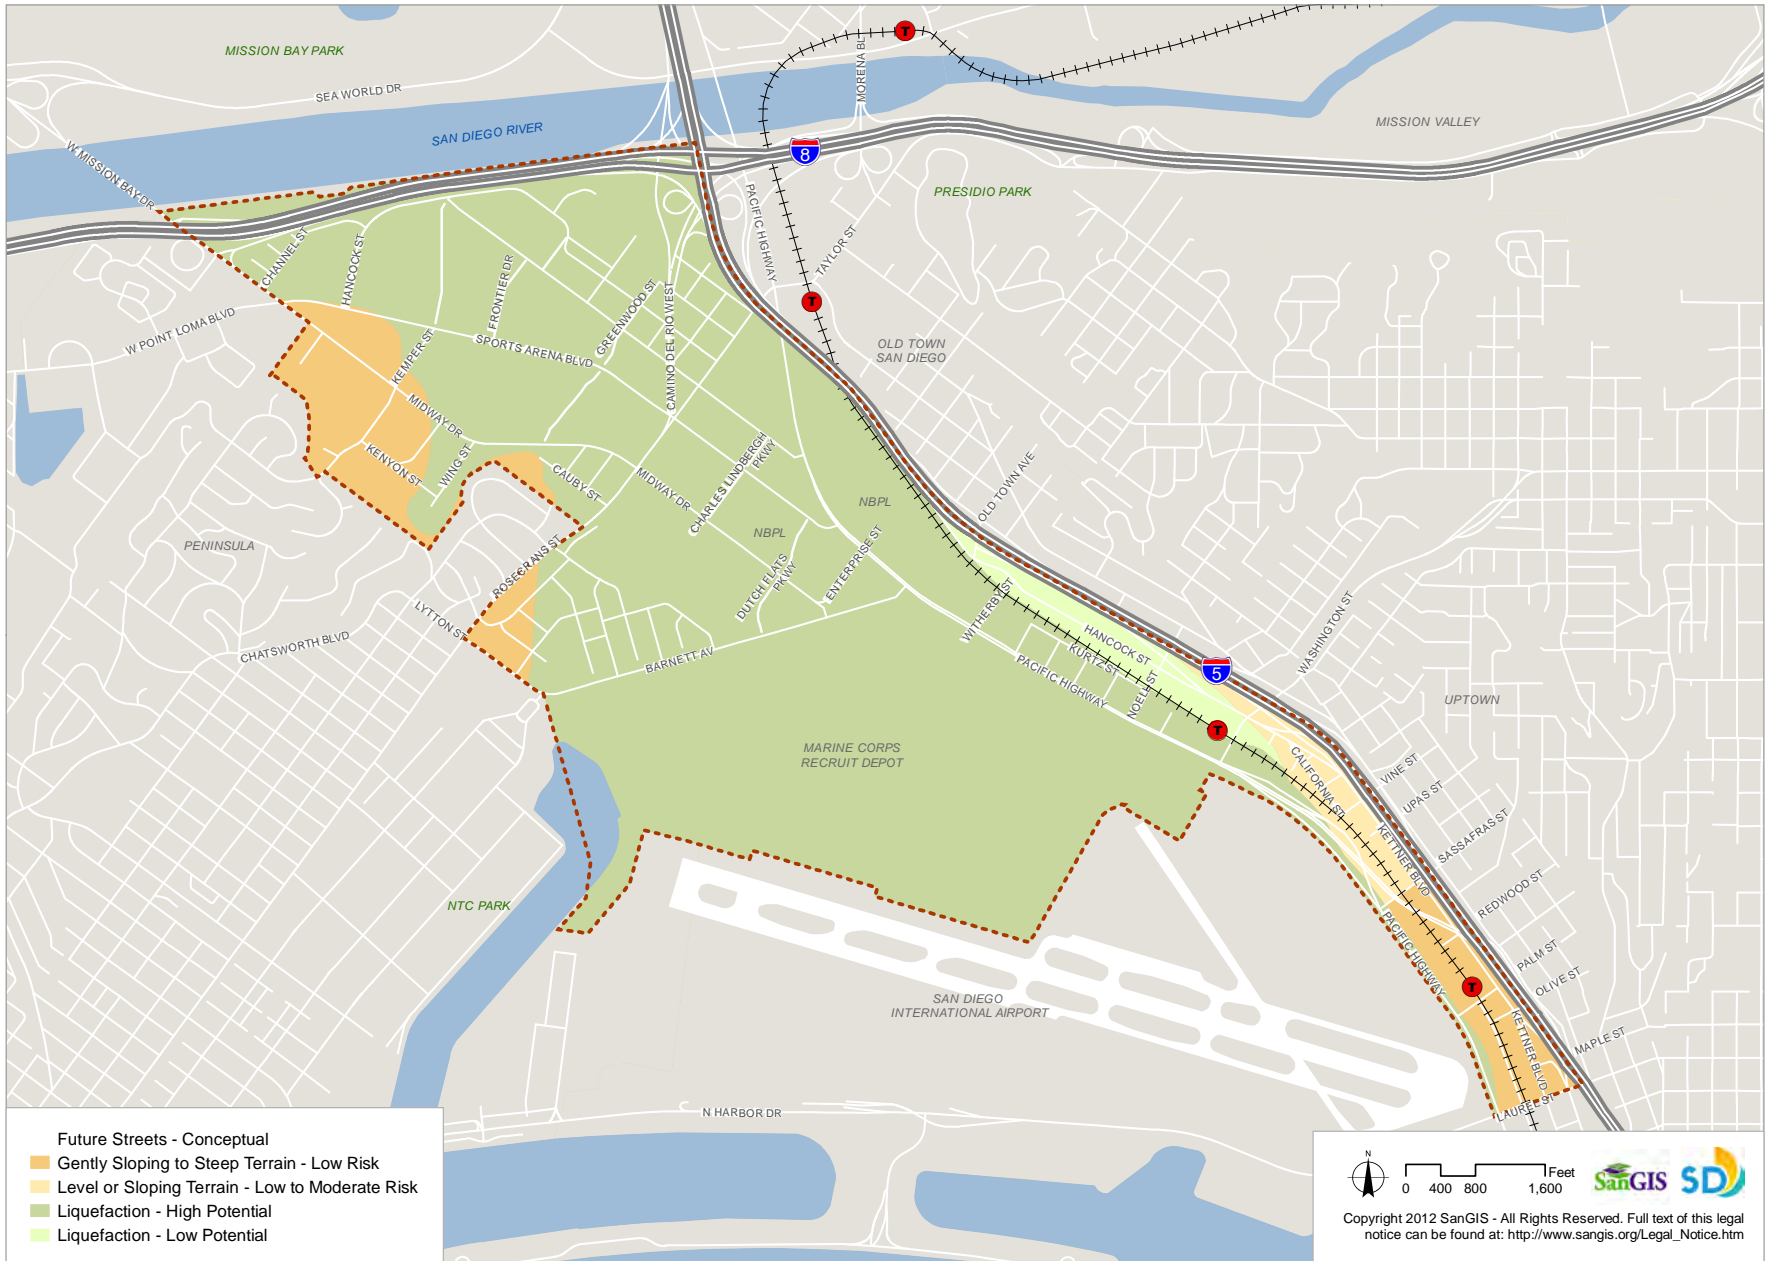 MISSION BAY PARK
SEA WORLD DR
SAN DIEGO RIVER
W MISSION BAY DR
MORENA BL
8
MISSION VALLEY
PRESIDIO PARK
PACIFIC HIGHWAY
TAYLOR ST
T
T
CHANNEL ST
HANCOCK ST
FRONTIER DR
GREENWOOD ST
CAMINO DEL RIO WEST
W POINT LOMA BLVD
SPORTS ARENA BLVD
KEMPER ST
OLD TOWN
SAN DIEGO
MIDWAY DR
KENYON ST
WING ST
CAUBY ST
MIDWAY DR
CHARLES LINDBERGH
PKWY
OLD TOWN AVE
NBPL
NBPL
PENINSULA
ROSECRANS ST
DUTCH FLATS
PKWY
ENTERPRISE ST
LYTTON ST
CHATSWORTH BLVD
BARNETT AV
WITHERBY ST
HANCOCK ST
KURTZ ST
PACIFIC HIGHWAY
NOELL ST
5
WASHINGTON ST
UPTOWN
T
MARINE CORPS
RECRUIT DEPOT
CALIFORNIA ST
VINE ST
UPAS ST
SASSAFRAS ST
KETTNER BLVD
REDWOOD ST
NTC PARK
PACIFIC HIGHWAY
PALM ST
OLIVE ST
T
SAN DIEGO
INTERNATIONAL AIRPORT
KETTNER BLVD
MAPLE ST
LAUREL ST
N HARBOR DR
Future Streets - Conceptual
Gently Sloping to Steep Terrain - Low Risk
Level or Sloping Terrain - Low to Moderate Risk
Liquefaction - High Potential
Liquefaction - Low Potential
N
Feet
0 400 800 1,600
SanGIS
SD
Copyright 2012 SanGIS - All Rights Reserved. Full text of this legal
notice can be found at: http://www.sangis.org/Legal_Notice.htm